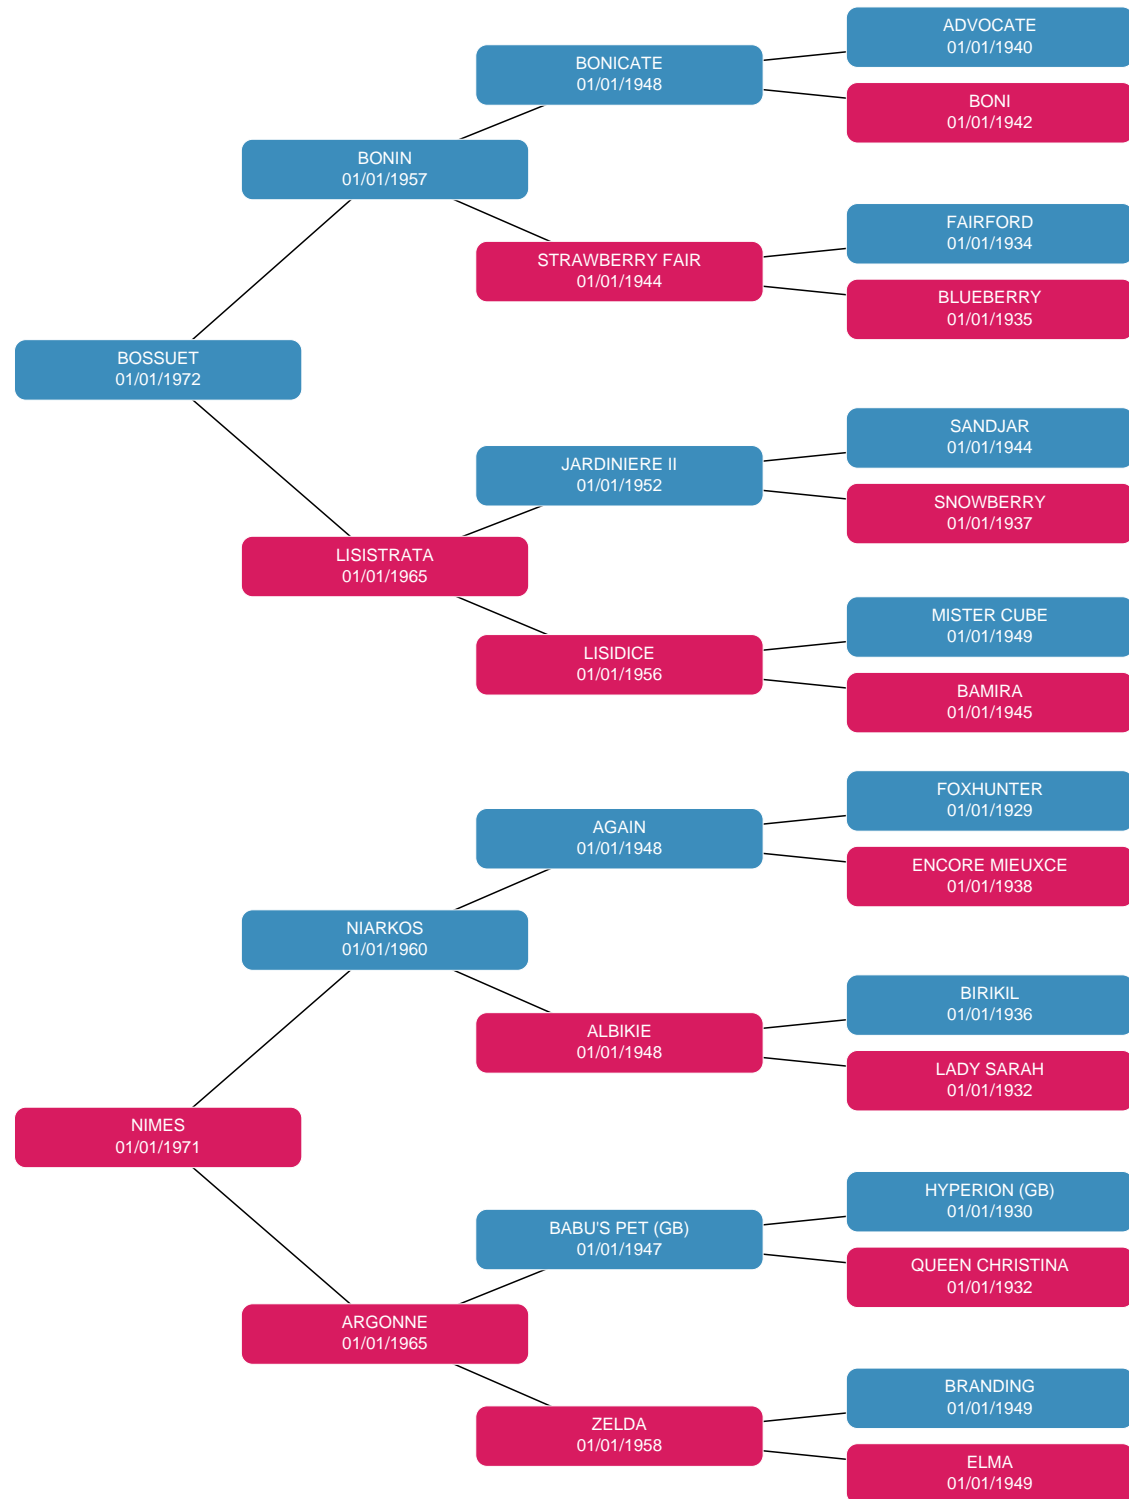 ADVOCATE
01/01/1940
BONICATE
01/01/1948
BONI
01/01/1942
BONIN
01/01/1957
FAIRFORD
01/01/1934
STRAWBERRY FAIR
01/01/1944
BLUEBERRY
01/01/1935
BOSSUET
01/01/1972
SANDJAR
01/01/1944
JARDINIERE II
01/01/1952
SNOWBERRY
01/01/1937
LISISTRATA
01/01/1965
MISTER CUBE
01/01/1949
LISIDICE
01/01/1956
BAMIRA
01/01/1945
FOXHUNTER
01/01/1929
AGAIN
01/01/1948
ENCORE MIEUXCE
01/01/1938
NIARKOS
01/01/1960
BIRIKIL
01/01/1936
ALBIKIE
01/01/1948
LADY SARAH
01/01/1932
NIMES
01/01/1971
HYPERION (GB)
01/01/1930
BABU'S PET (GB)
01/01/1947
QUEEN CHRISTINA
01/01/1932
ARGONNE
01/01/1965
BRANDING
01/01/1949
ZELDA
01/01/1958
ELMA
01/01/1949